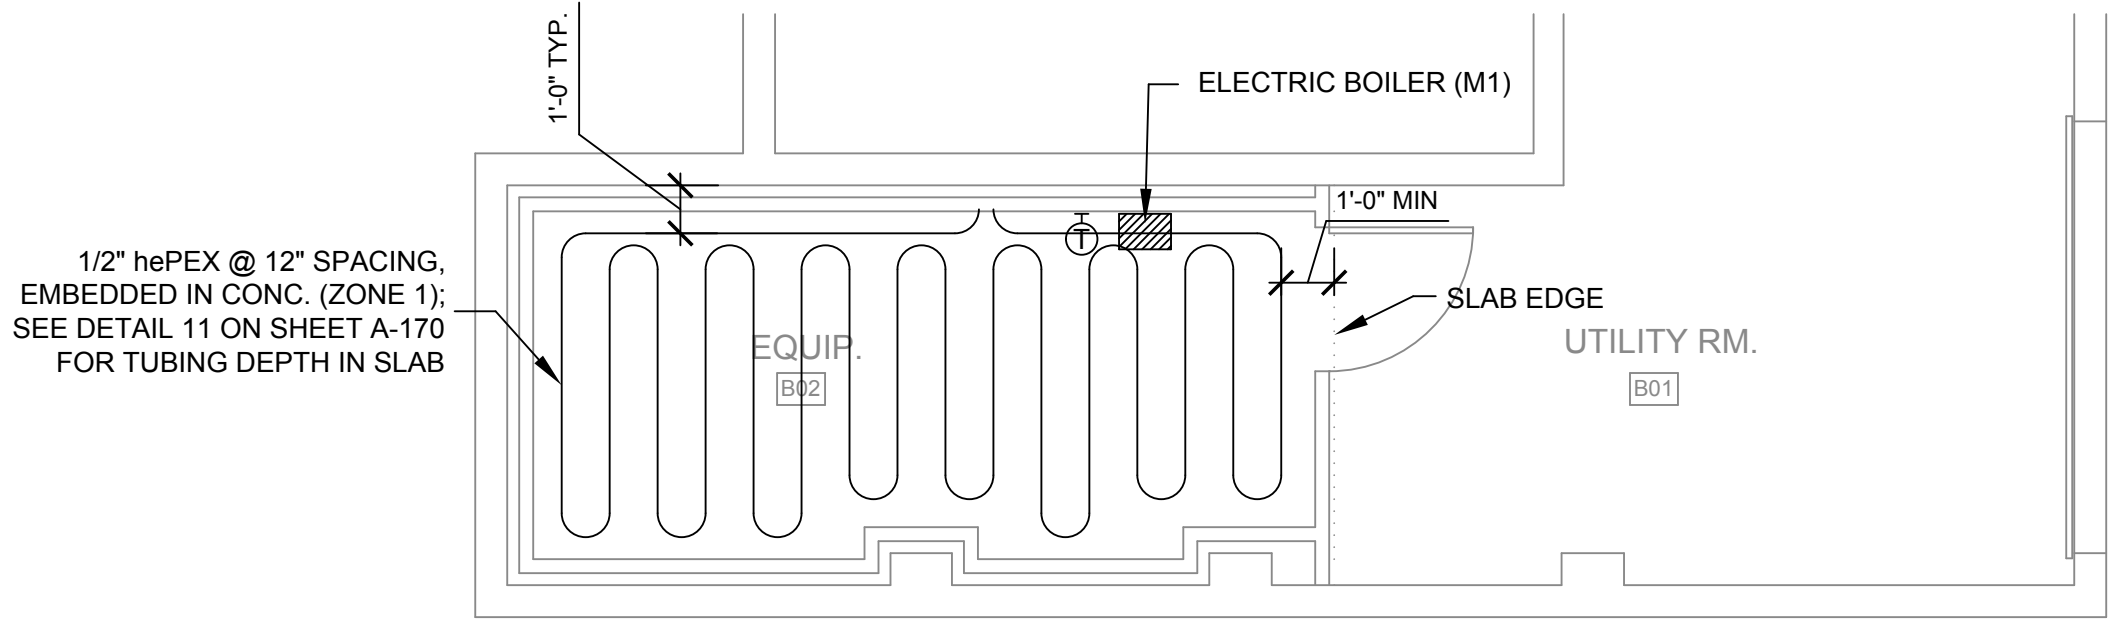 1'-0" TYP.
ELECTRIC BOILER (M1)
1'-0" MIN
1/2" hePEX @ 12" SPACING,
EMBEDDED IN CONC. (ZONE 1);
SEE DETAIL 11 ON SHEET A-170
FOR TUBING DEPTH IN SLAB
T
SLAB EDGE
EQUIP.
B02
UTILITY RM.
B01